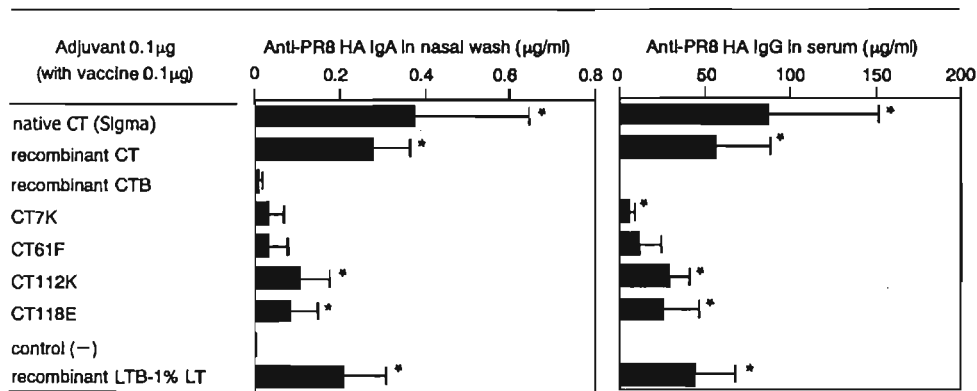 Adjuvant 0.1μg
(with vaccine 0.1μg)
Anti-PR8 HA IgA in nasal wash (μg/ml)
0 0.2 0.4 0.6 0.8
Anti-PR8 HA IgG in serum (μg/ml)
0 50 100 150 200
native CT (Sigma) * *
recombinant CT * *
recombinant CTB
CT7K *
CT61F
CT112K * *
CT118E * *
control (−)
recombinant LTB-1% LT * *